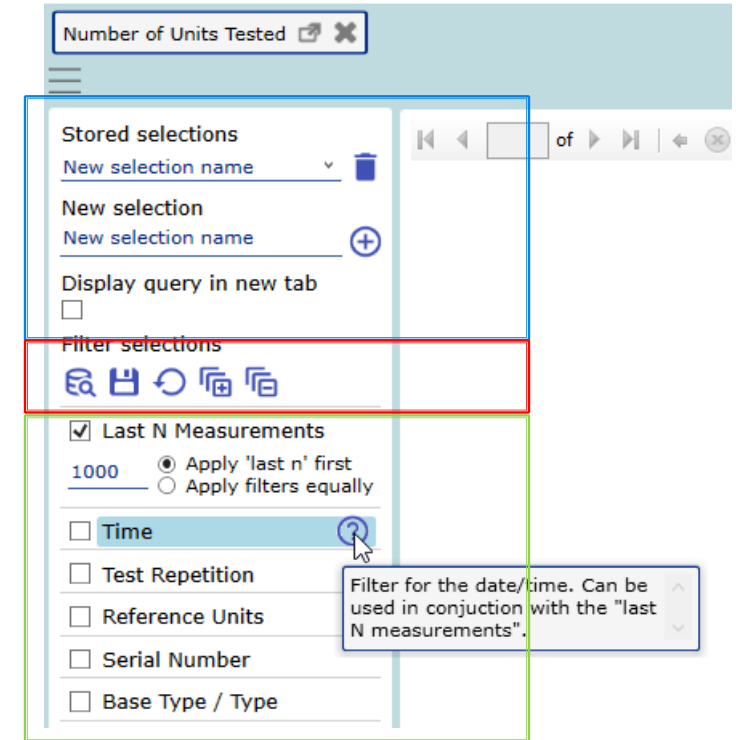 Number of Units Tested
Stored selections
New selection name
of
New selection
New selection name
Display query in new tab
Filter selections
Last N Measurements
1000
Apply 'last n' first
Apply filters equally
Time
?
Test Repetition
Filter for the date/time. Can be
used in conjuction with the "last
N measurements".
Reference Units
Serial Number
Base Type / Type